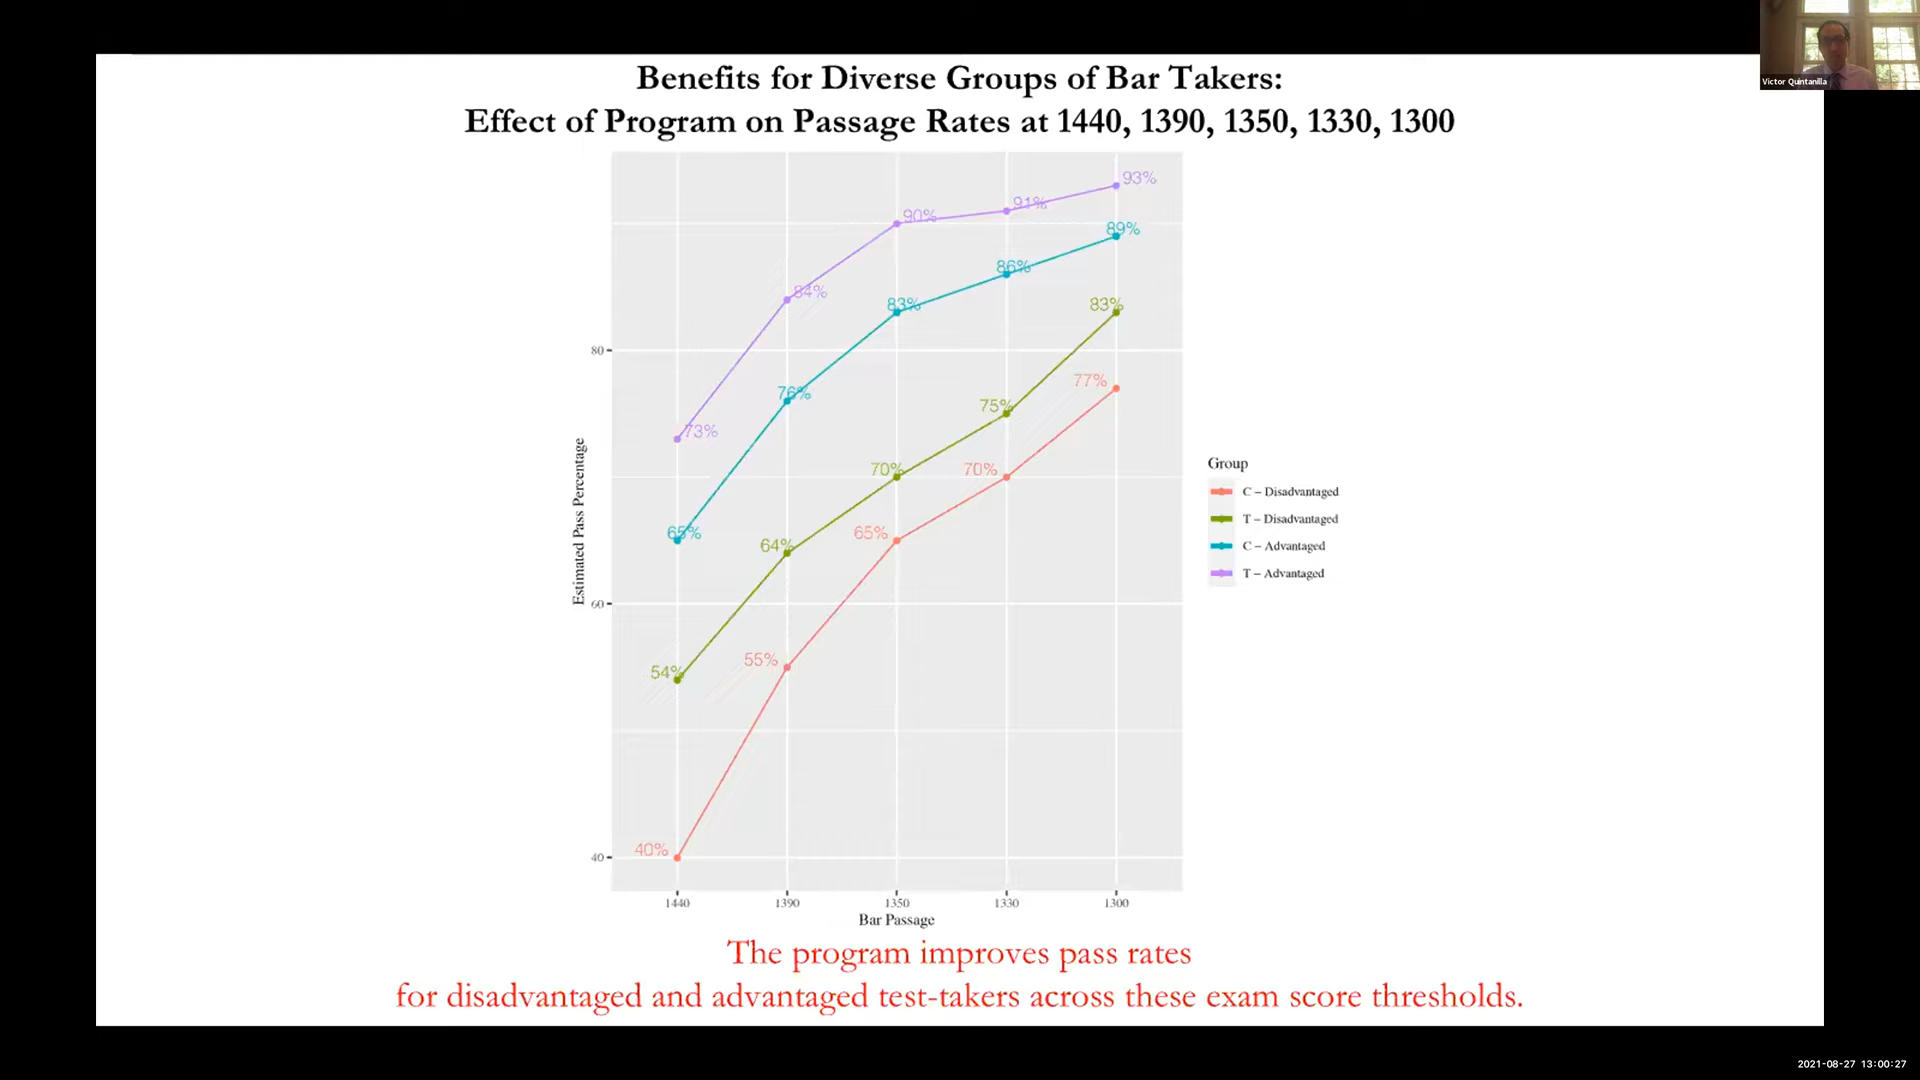 Victor Quintanilla
Benefits for Diverse Groups of Bar Takers:
Effect of Program on Passage Rates at 1440, 1390, 1350, 1330, 1300
93%
90%
91%
89%
86%
84%
83%
83%
80
77%
76%
75%
73%
70%
70%
65%
65%
64%
60
55%
54%
40%
40
Estimated Pass Percentage
Group
C – Disadvantaged
T – Disadvantaged
C – Advantaged
T – Advantaged
1440 1390 1350 1330 1300
Bar Passage
The program improves pass rates
for disadvantaged and advantaged test-takers across these exam score thresholds.
2021-08-27 13:00:27